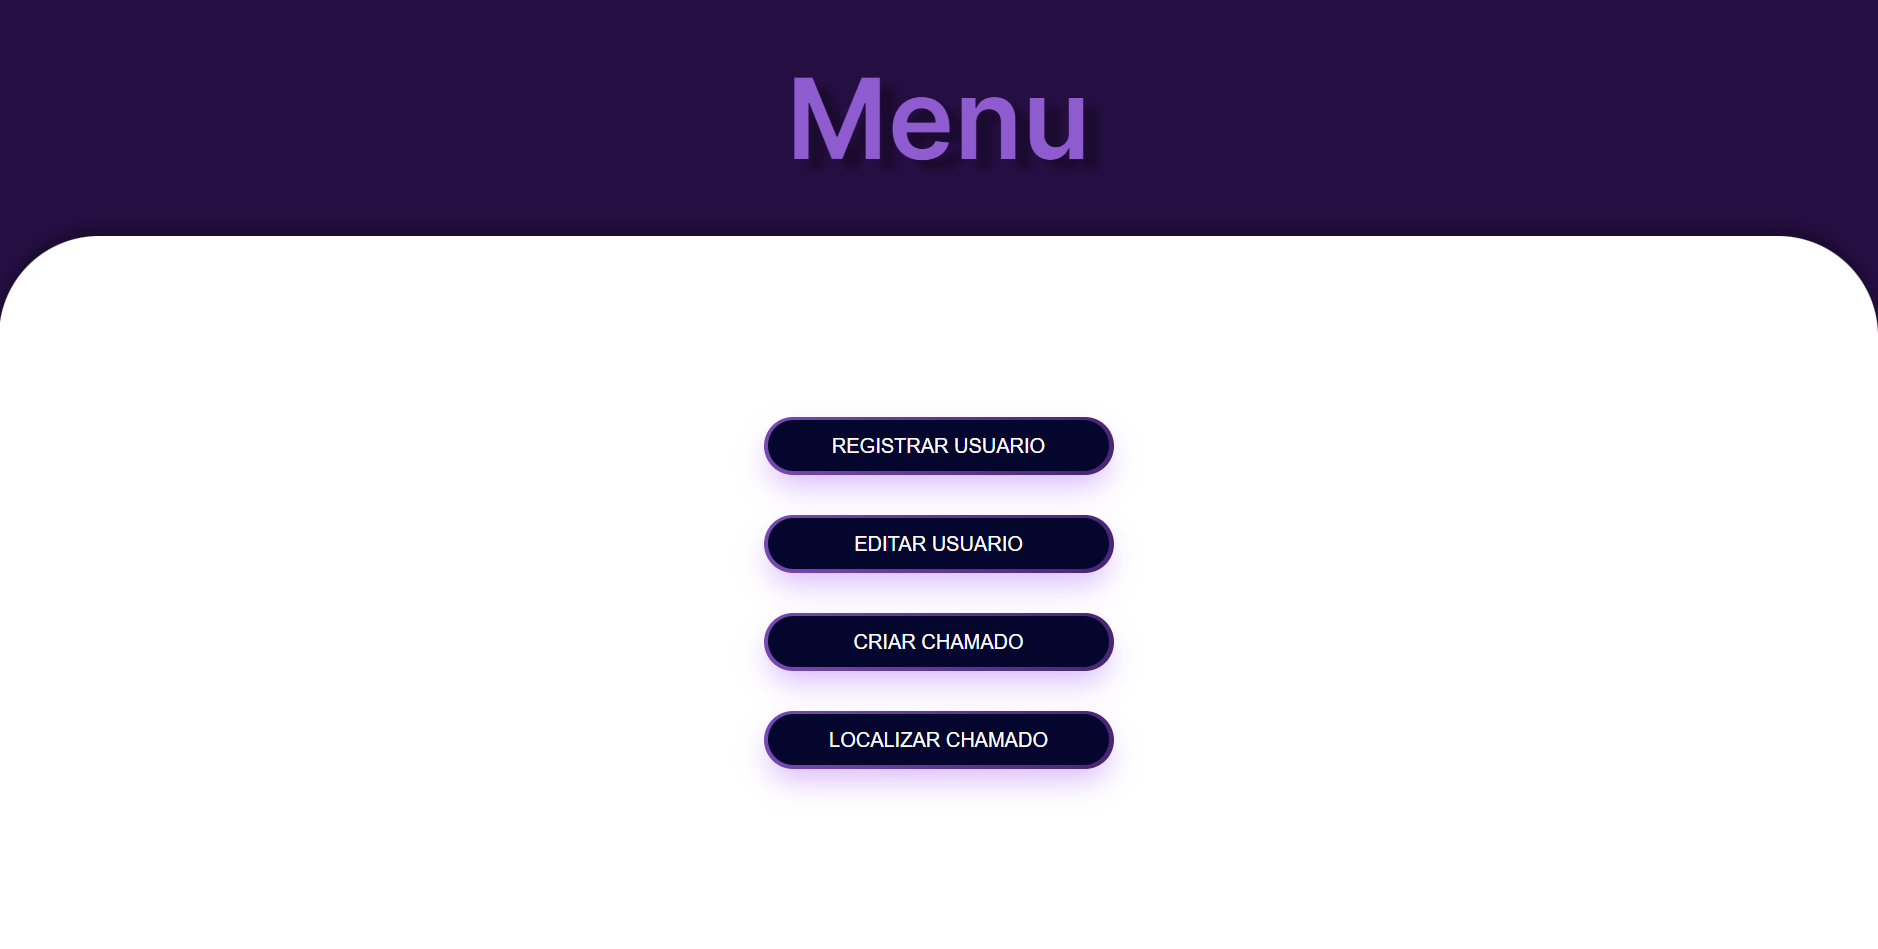 Menu
REGISTRAR USUARIO
EDITAR USUARIO
CRIAR CHAMADO
LOCALIZAR CHAMADO